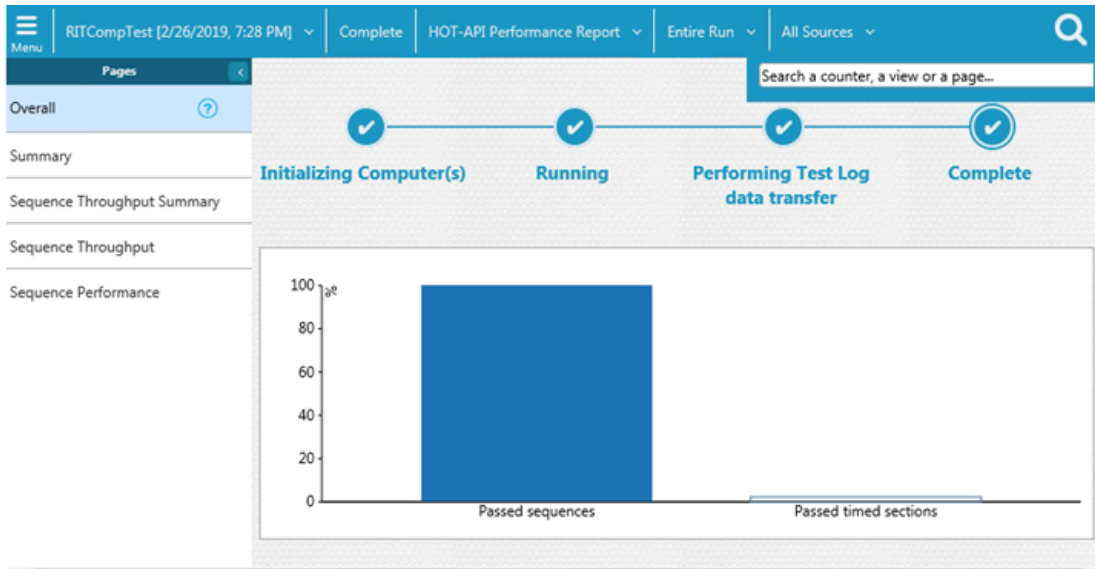 Menu
RITCompTest [2/26/2019, 7:28 PM]
Complete
HOT-API Performance Report
Entire Run
All Sources
Pages
Search a counter, a view or a page...
Overall
?
Summary
Sequence Throughput Summary
Sequence Throughput
Sequence Performance
Initializing Computer(s)
Running
Performing Test Log
data transfer
Complete
100
%
80
60
40
20
0
Passed sequences
Passed timed sections